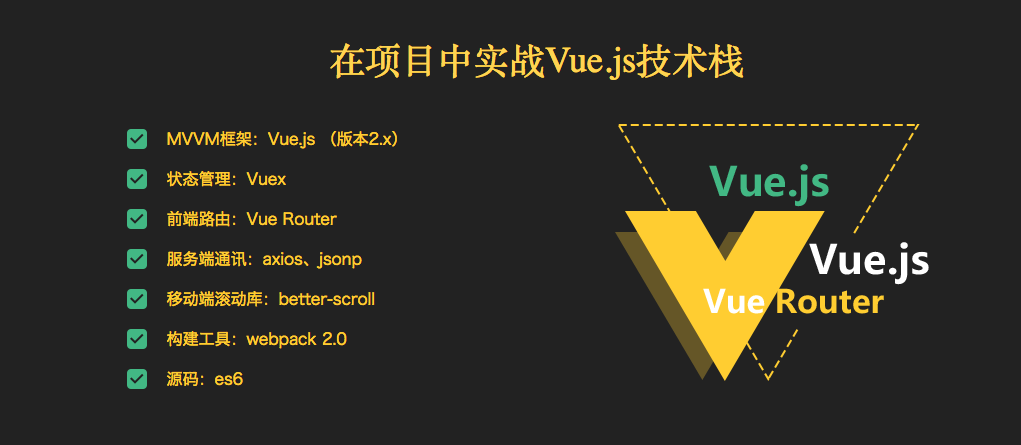 在项目中实战Vue.js技术栈
MVVM框架：Vue.js （版本2.x）
状态管理：Vuex
前端路由：Vue Router
服务端通讯：axios、jsonp
移动端滚动库：better-scroll
构建工具：webpack 2.0
源码：es6
Vue.js
Vue.js
Vue Router